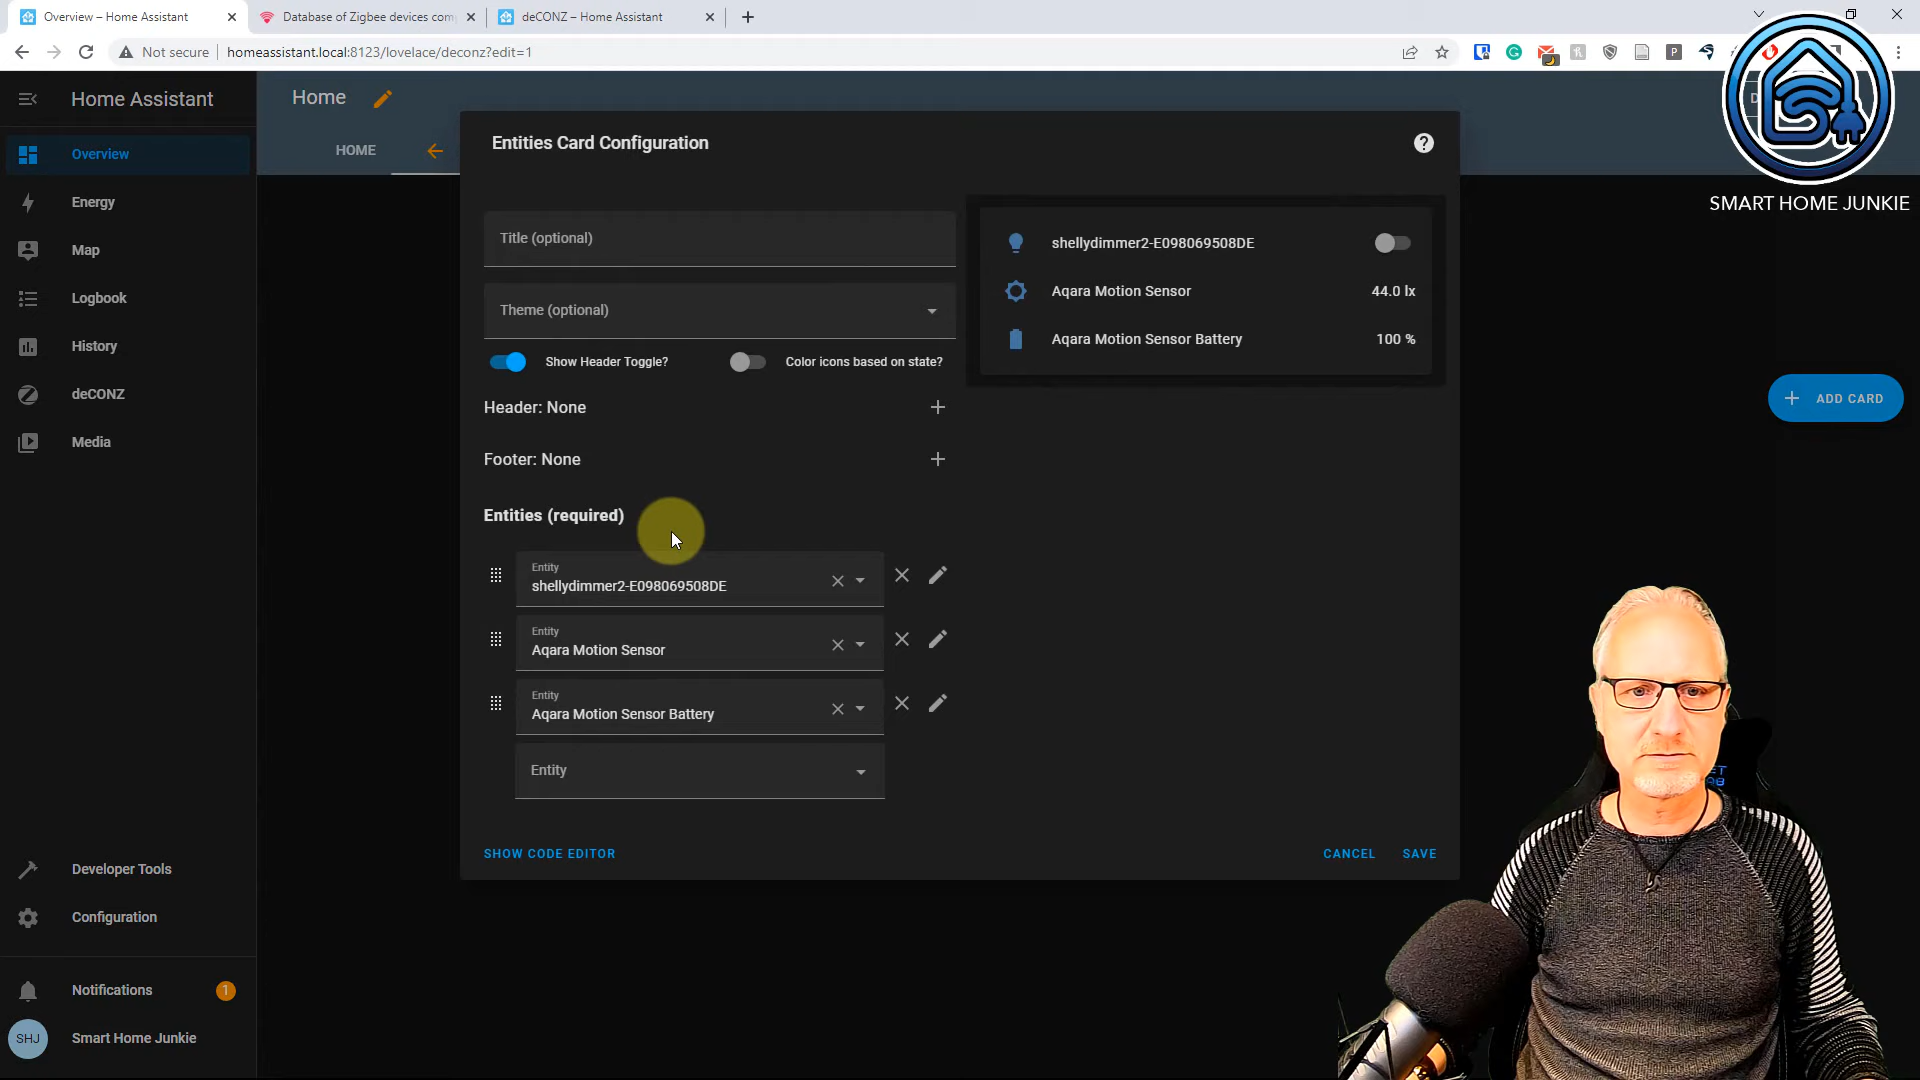 Overview – Home Assistant
Database of Zigbee devices com
deCONZ – Home Assistant
Not secure
homeassistant.local:8123/lovelace/deconz?edit=1
Home Assistant
Home
HOME
Overview
Energy
Map
Logbook
History
deCONZ
Media
Developer Tools
Configuration
Notifications
1
SHJ
Smart Home Junkie
Entities Card Configuration
Title (optional)
Theme (optional)
Show Header Toggle?
Color icons based on state?
Header: None
Footer: None
Entities (required)
Entity
shellydimmer2-E098069508DE
Entity
Aqara Motion Sensor
Entity
Aqara Motion Sensor Battery
Entity
SHOW CODE EDITOR
CANCEL
SAVE
shellydimmer2-E098069508DE
Aqara Motion Sensor
44.0 lx
Aqara Motion Sensor Battery
100 %
ADD CARD
SMART HOME JUNKIE